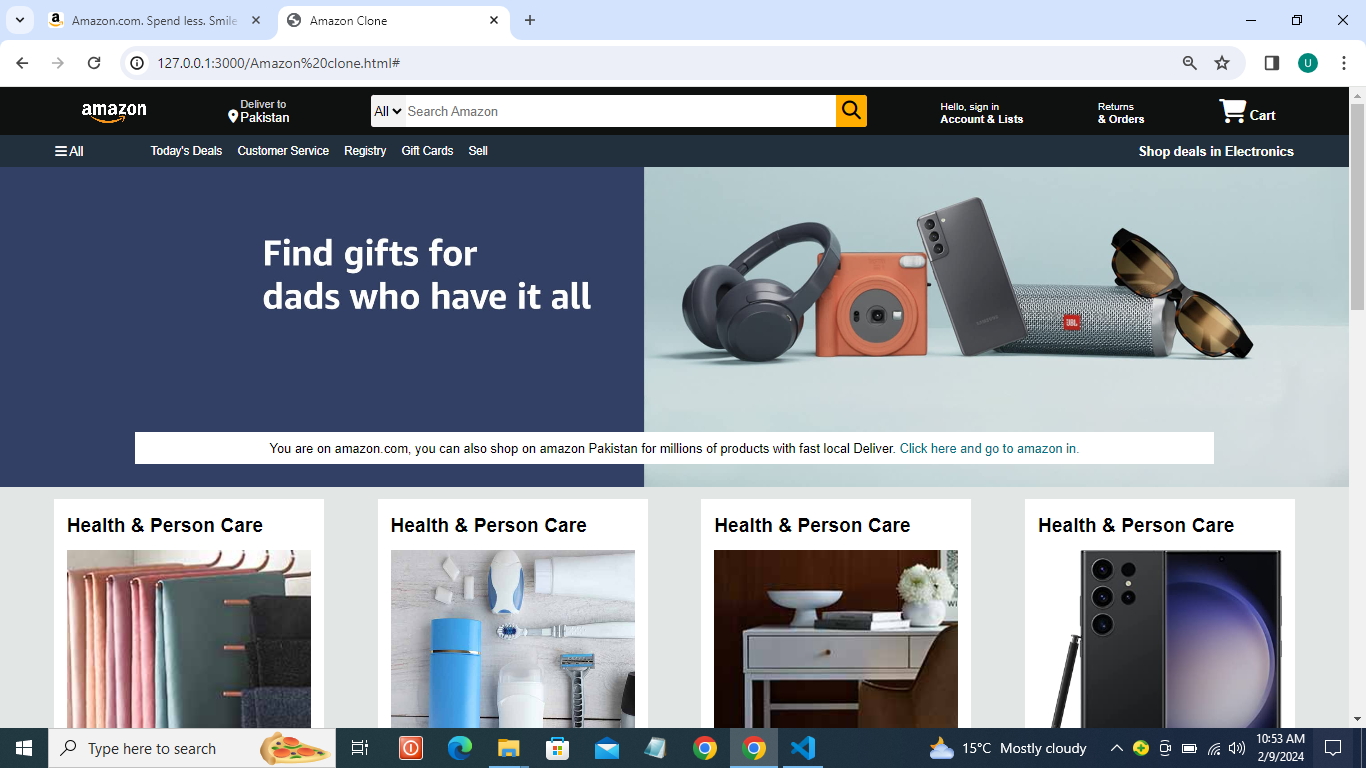 Amazon.com. Spend less. Smile
Amazon Clone
127.0.0.1:3000/Amazon%20clone.html#
U
amazon
Deliver to
Pakistan
All
Search Amazon
Hello, sign in
Account & Lists
Returns
& Orders
Cart
All
Today's Deals
Customer Service
Registry
Gift Cards
Sell
Shop deals in Electronics
Find gifts for
dads who have it all
SAMSUNG
JBL
You are on amazon.com, you can also shop on amazon Pakistan for millions of products with fast local Deliver. Click here and go to amazon in.
Health & Person Care
Health & Person Care
Health & Person Care
Health & Person Care
Type here to search
15°C Mostly cloudy
10:53 AM
2/9/2024